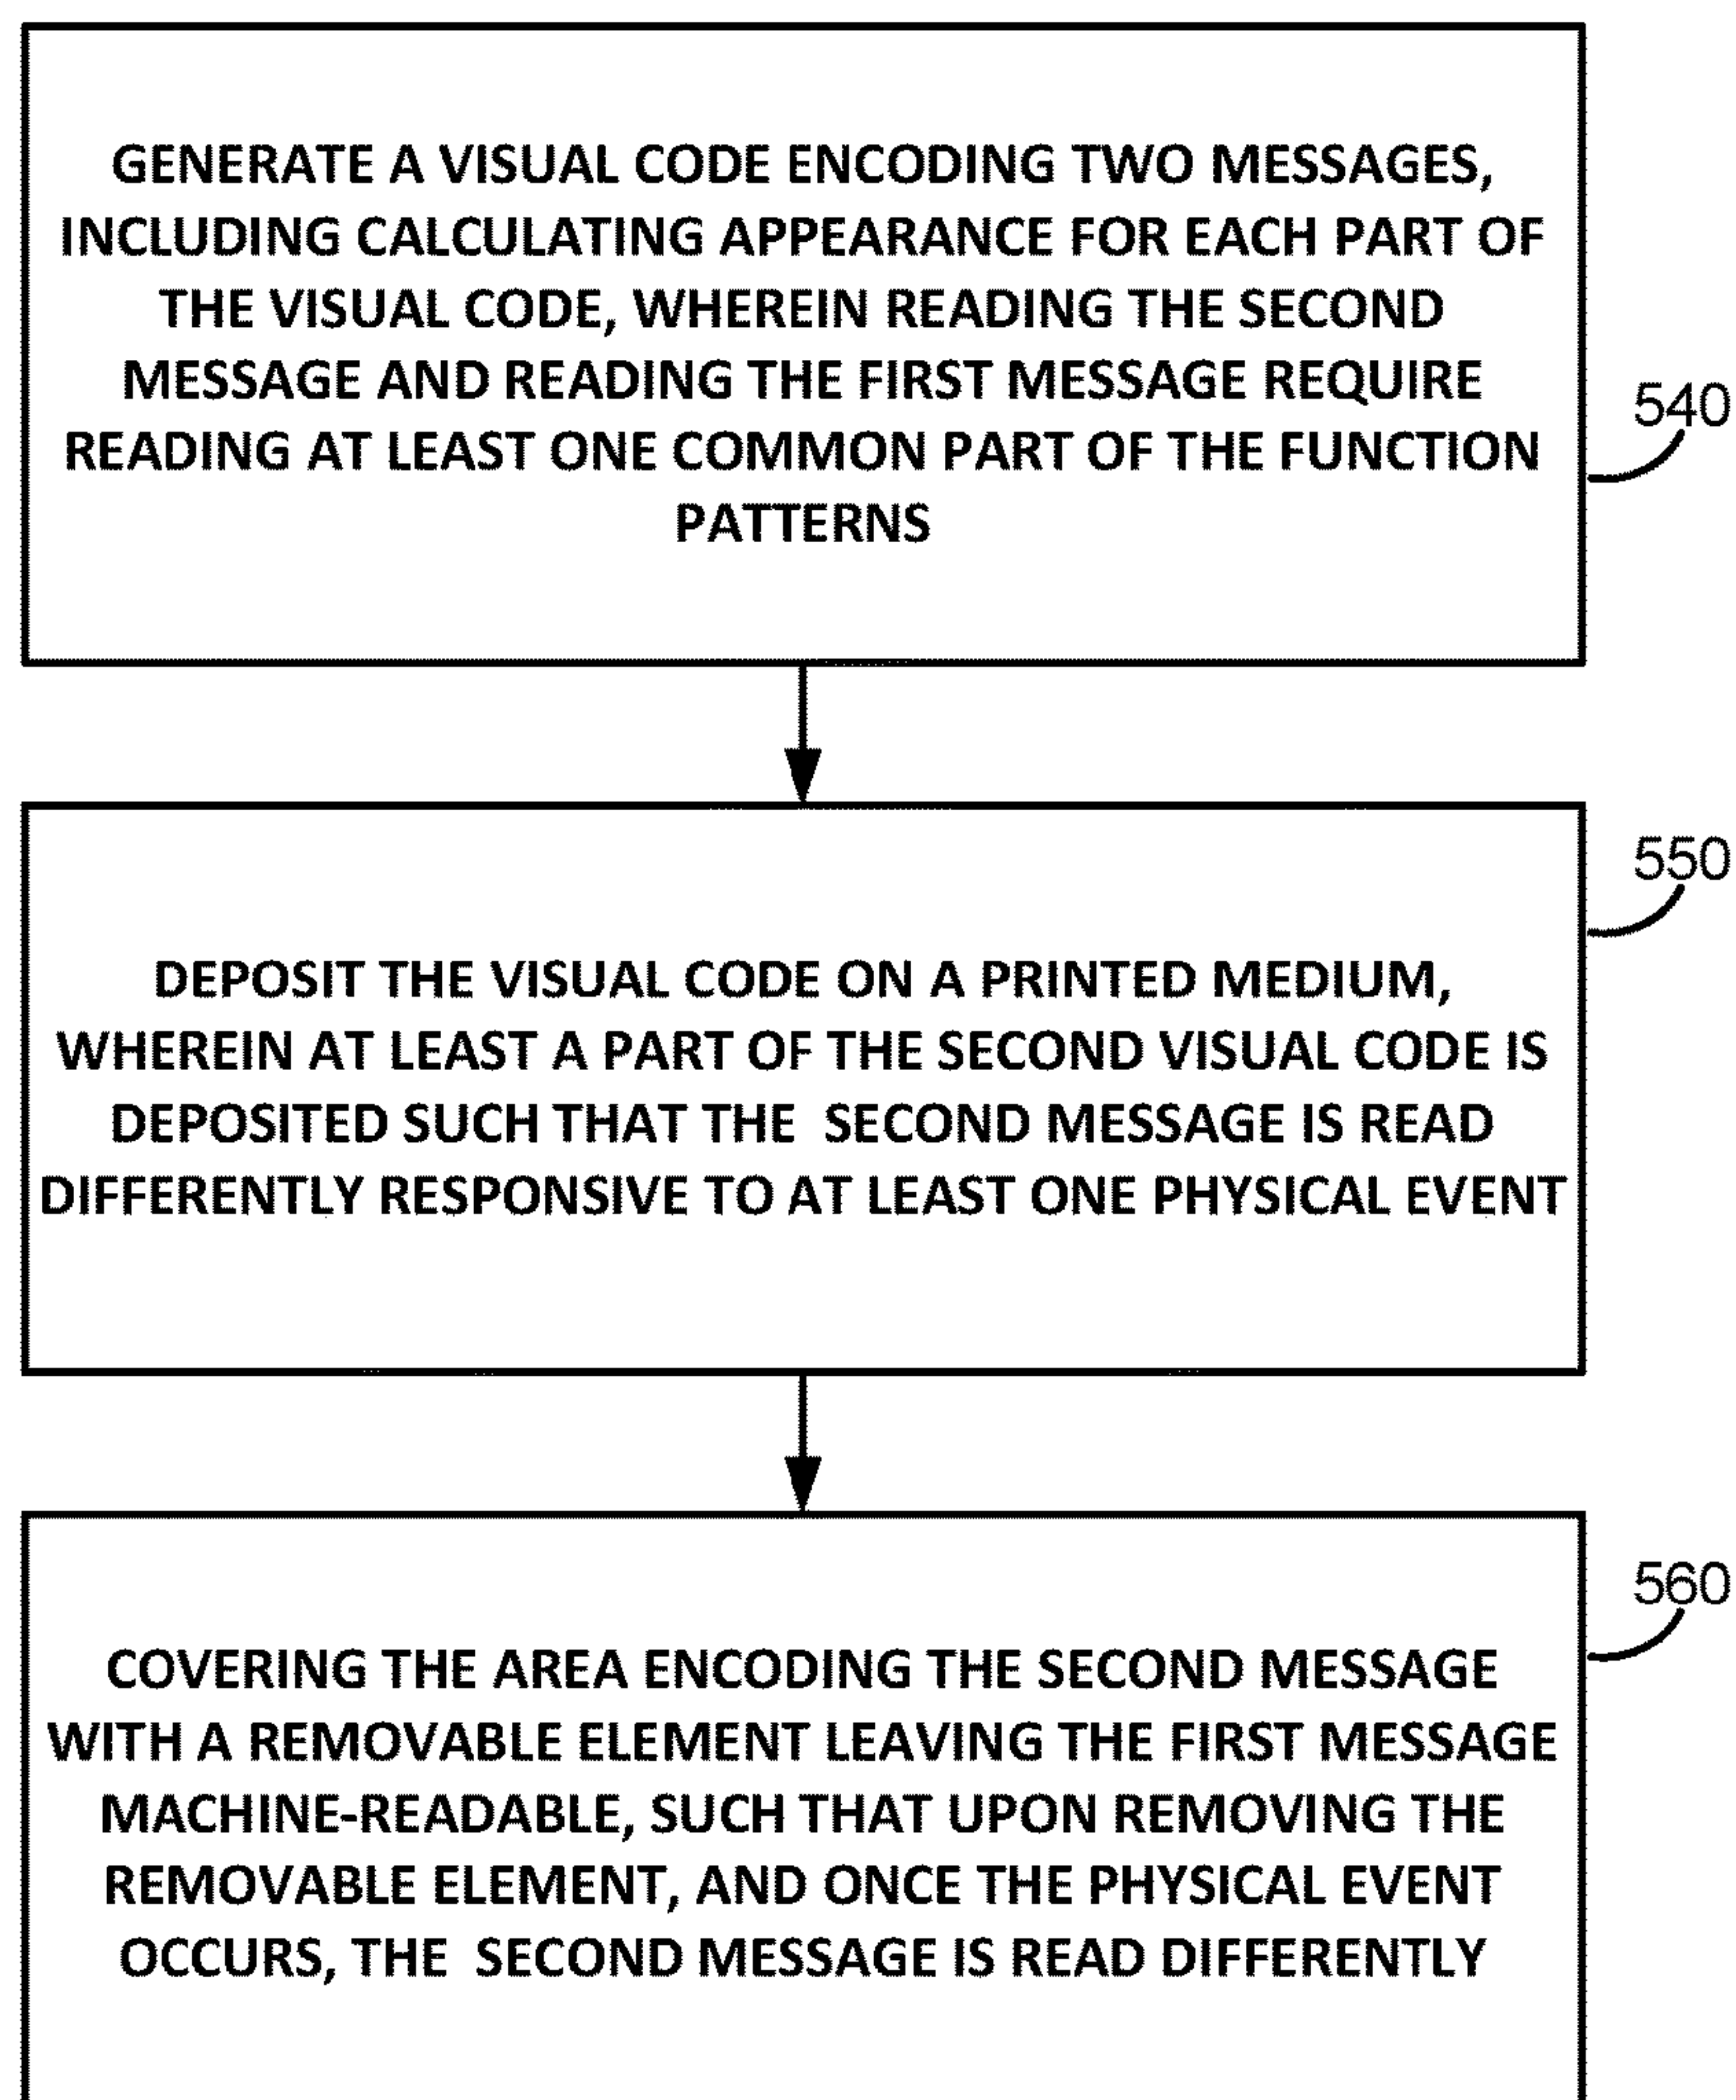 GENERATE A VISUAL CODE ENCODING TWO MESSAGES,
INCLUDING CALCULATING APPEARANCE FOR EACH PART OF
THE VISUAL CODE, WHEREIN READING THE SECOND
MESSAGE AND READING THE FIRST MESSAGE REQUIRE
READING AT LEAST ONE COMMON PART OF THE FUNCTION
PATTERNS
540
550
DEPOSIT THE VISUAL CODE ON A PRINTED MEDIUM,
WHEREIN AT LEAST A PART OF THE SECOND VISUAL CODE IS
DEPOSITED SUCH THAT THE SECOND MESSAGE IS READ
DIFFERENTLY RESPONSIVE TO AT LEAST ONE PHYSICAL EVENT
560
COVERING THE AREA ENCODING THE SECOND MESSAGE
WITH A REMOVABLE ELEMENT LEAVING THE FIRST MESSAGE
MACHINE-READABLE, SUCH THAT UPON REMOVING THE
REMOVABLE ELEMENT, AND ONCE THE PHYSICAL EVENT
OCCURS, THE SECOND MESSAGE IS READ DIFFERENTLY